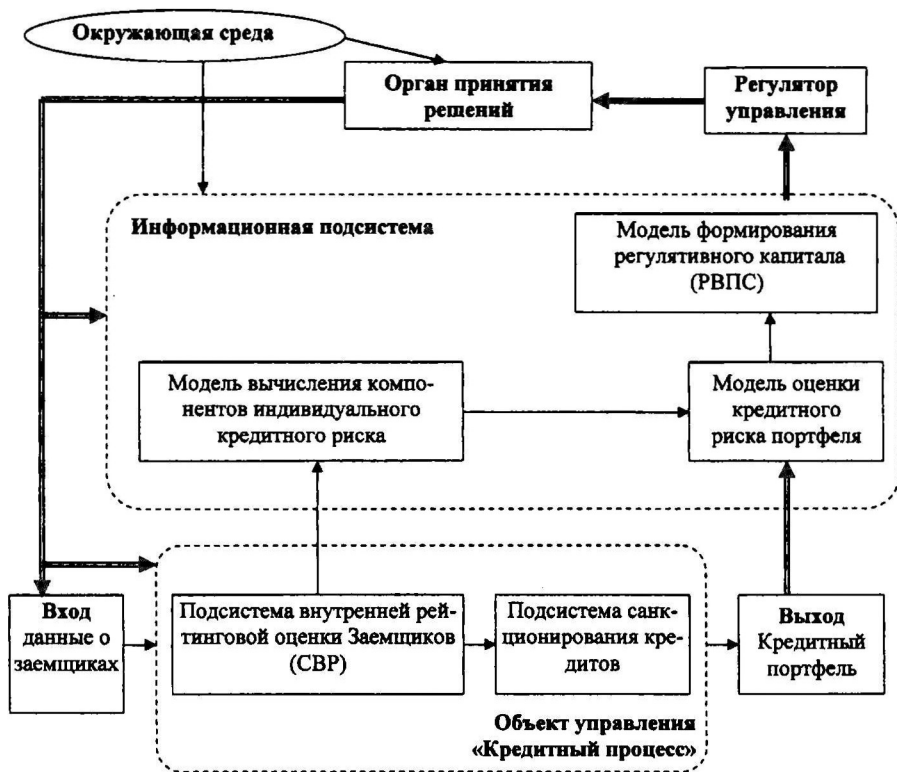 Окружающая среда
Орган принятия
решений
Регулятор
управления
Информационная подсистема
Модель формирования
регулятивного капитала
(РВПС)
Модель вычисления компо-
нентов индивидуального
кредитного риска
Модель оценки
кредитного
риска портфеля
Вход
данные о
заемщиках
Подсистема внутренней рей-
тинговой оценки Заемщиков
(СВР)
Подсистема санк-
ционирования кре-
дитов
Выход
Кредитный
портфель
Объект управления
«Кредитный процесс»